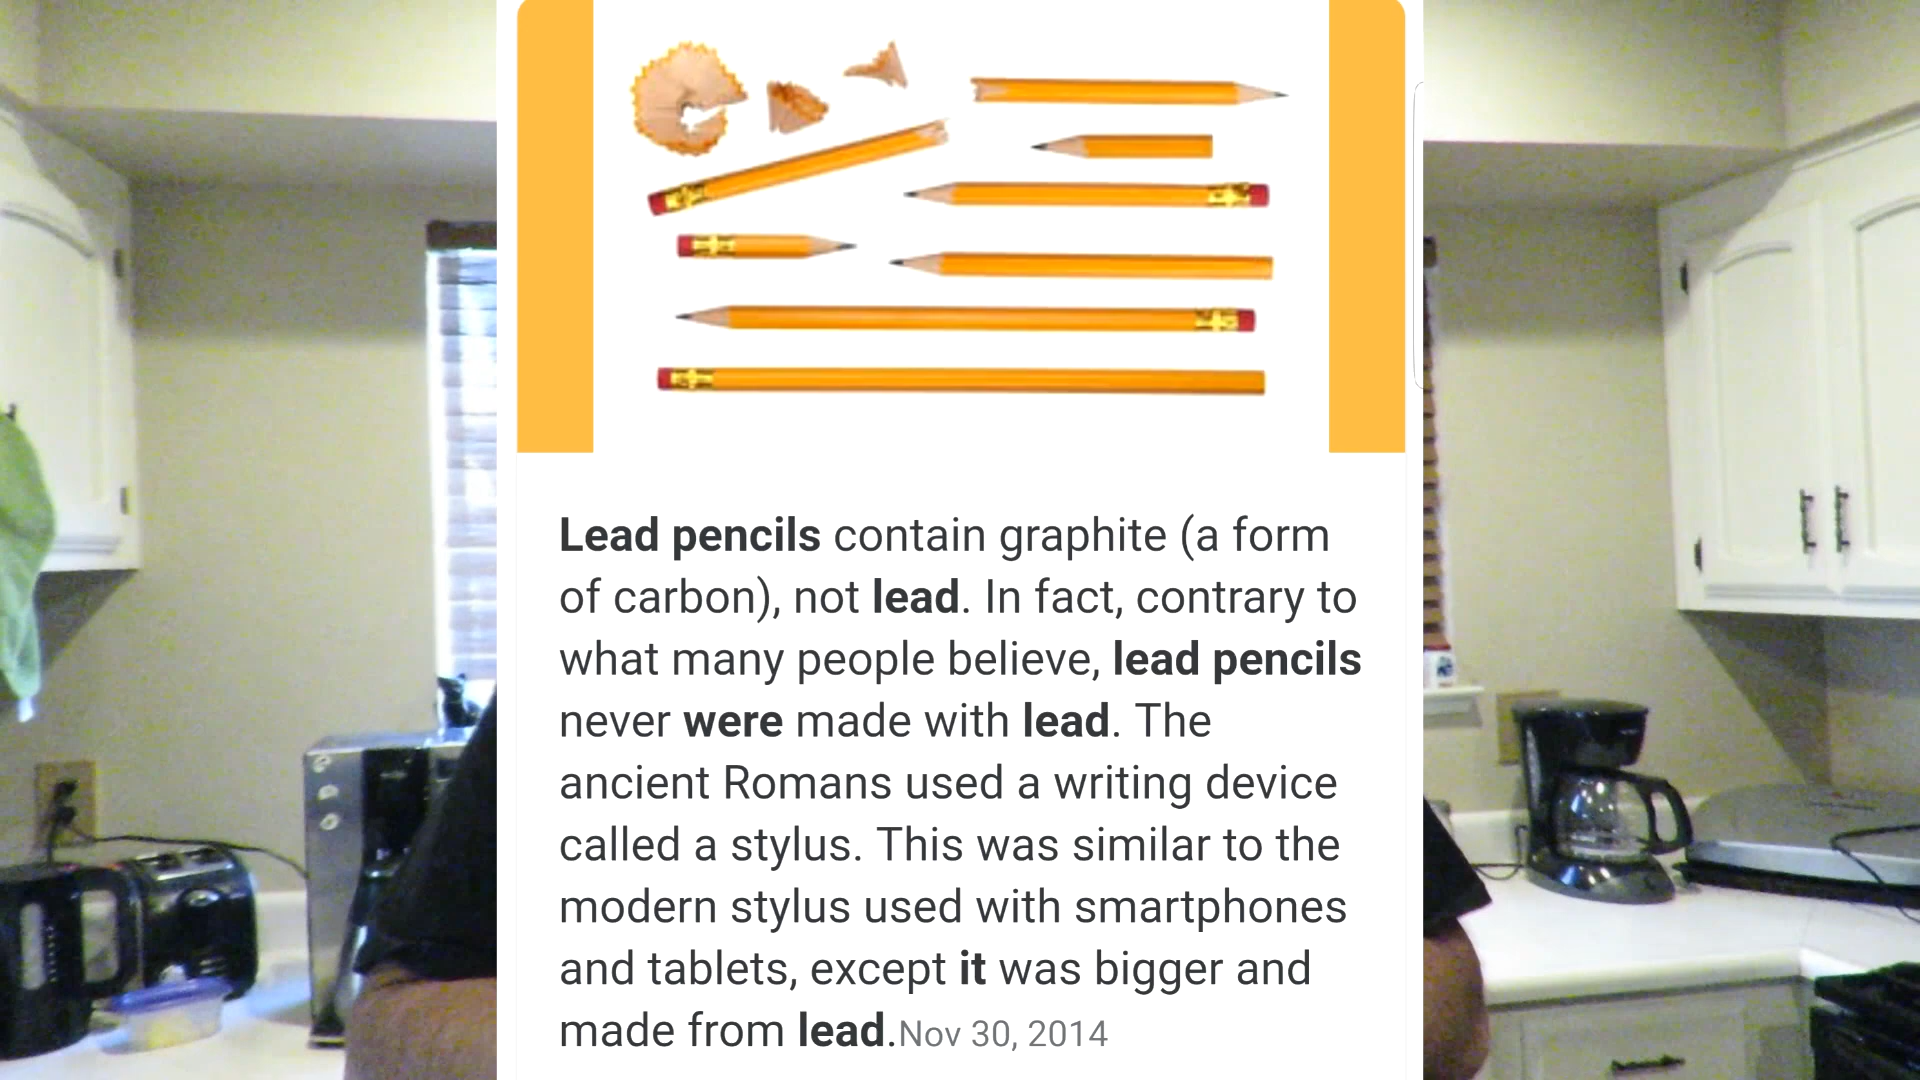 Lead pencils contain graphite (a form
of carbon), not lead. In fact, contrary to
what many people believe, lead pencils
never were made with lead. The
ancient Romans used a writing device
called a stylus. This was similar to the
modern stylus used with smartphones
and tablets, except it was bigger and
made from lead.Nov 30, 2014